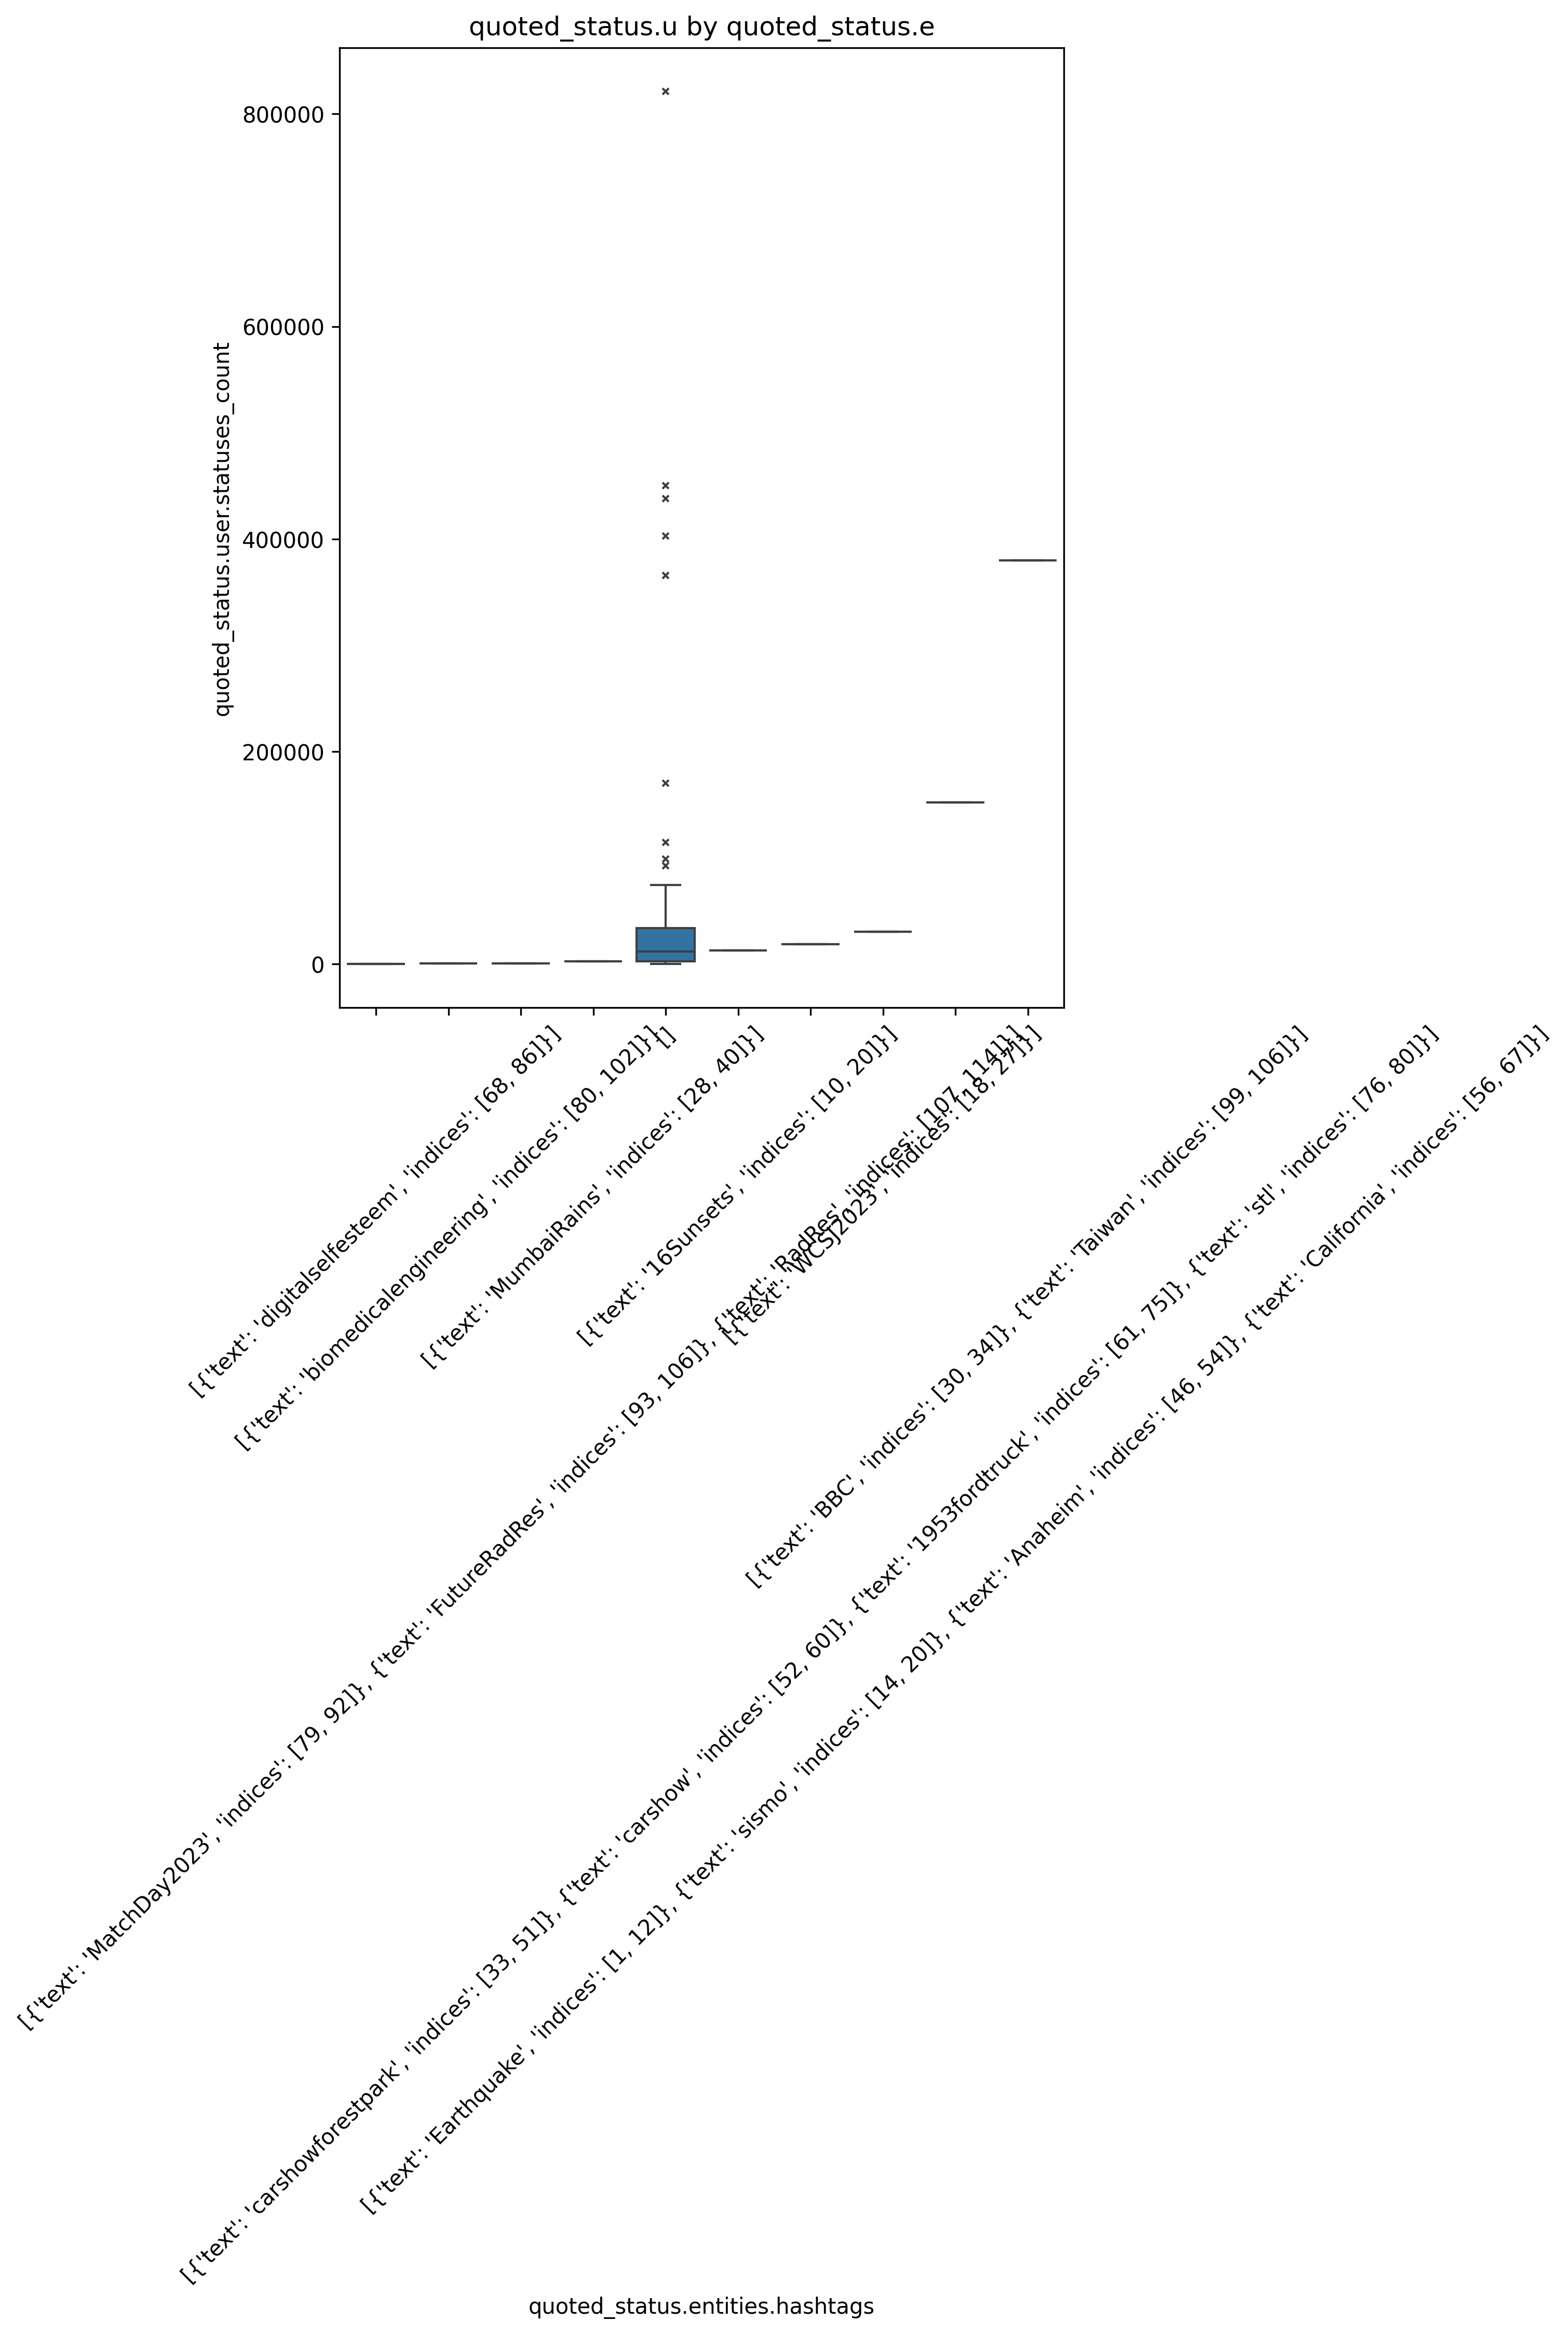 quoted_status.u by quoted_status.e
quoted_status.user.statuses_count
800000
600000
400000
200000
0
[{'text': 'digitalselfesteem', 'indices': [68, 86]}]
[{'text': 'biomedicalengineering', 'indices': [80, 102]}]
[{'text': 'MatchDay2023', 'indices': [79, 92]}, {'text': 'FutureRadRes', 'indices': [93, 106]}, {'text': 'RadRes', 'indices': [107, 114]}]
[{'text': 'MumbaiRains', 'indices': [28, 40]}]
[]
[{'text': '16Sunsets', 'indices': [10, 20]}]
[{'text': 'carshowforestpark', 'indices': [33, 51]}, {'text': 'carshow', 'indices': [52, 60]}, {'text': '1953fordtruck', 'indices': [61, 75]}, {'text': 'stl', 'indices': [76, 80]}]
[{'text': 'WCSJ2023', 'indices': [18, 27]}]
[{'text': 'Earthquake', 'indices': [1, 12]}, {'text': 'sismo', 'indices': [14, 20]}, {'text': 'Anaheim', 'indices': [46, 54]}, {'text': 'California', 'indices': [56, 67]}]
[{'text': 'BBC', 'indices': [30, 34]}, {'text': 'Taiwan', 'indices': [99, 106]}]
quoted_status.entities.hashtags